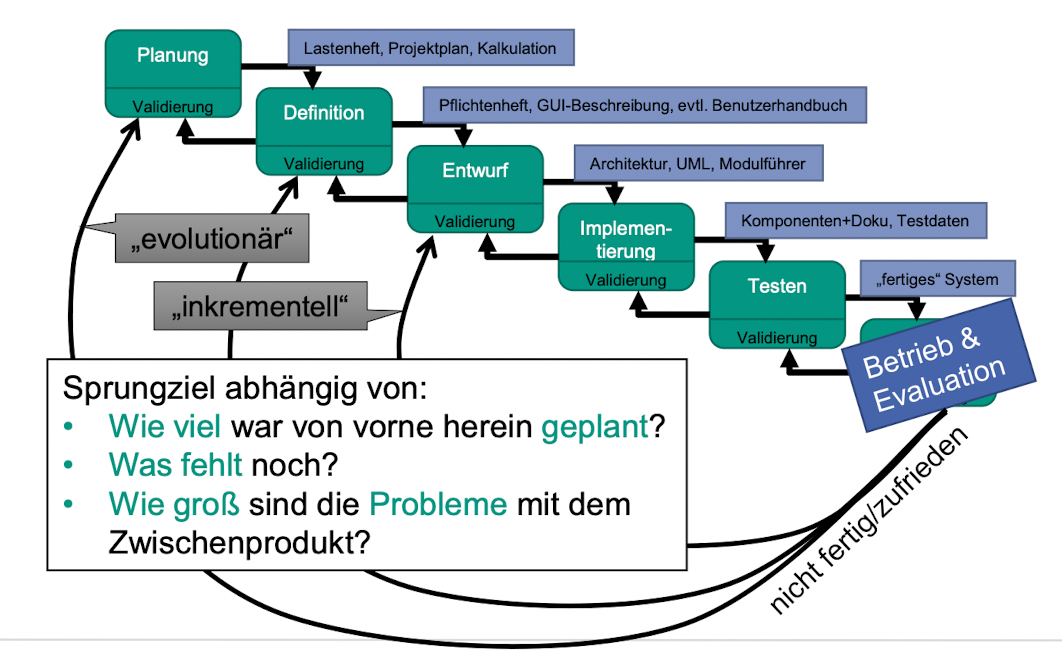 Planung
Validierung
Lastenheft, Projektplan, Kalkulation
Definition
Validierung
Pflichtenheft, GUI-Beschreibung, evtl. Benutzerhandbuch
Entwurf
Validierung
Architektur, UML, Modulführer
Implemen-
tierung
Validierung
Komponenten+Doku, Testdaten
Testen
Validierung
„fertiges“ System
Betrieb &
Evaluation
„evolutionär“
„inkrementell“
Sprungziel abhängig von:
• Wie viel war von vorne herein geplant?
• Was fehlt noch?
• Wie groß sind die Probleme mit dem
Zwischenprodukt?
nicht fertig/zufrieden